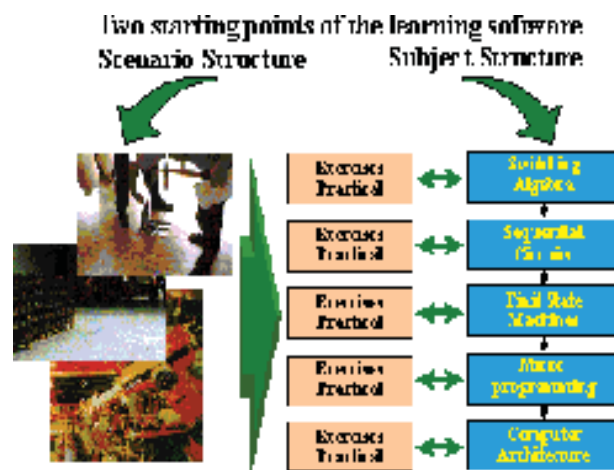 Two starting points of the learning software
Scenario Structure
Subject Structure
Exercises
Practical
Switching
Algebra
Exercises
Practical
Sequential
Circuits
Exercises
Practical
Final State
Machines
Exercises
Practical
Micro
programming
Exercises
Practical
Computer
Architecture